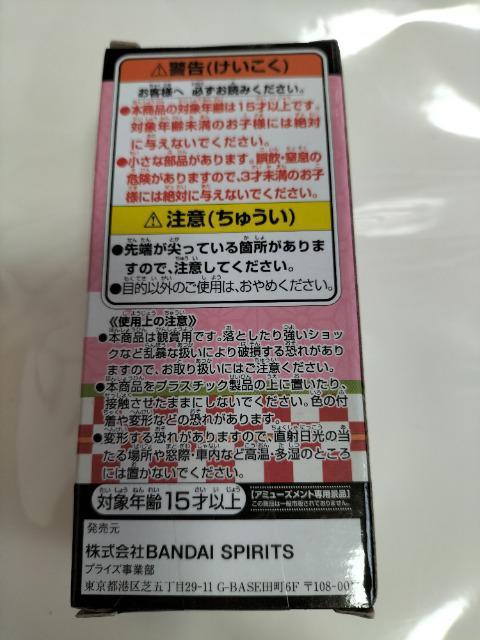 ⚠警告(けいこく)
お客様へ 必ずお読みください。
●本商品の対象年齢は15才以上です。
対象年齢未満のお子様には絶対
に与えないでください。
●小さな部品があります。誤飲・窒息の
危険がありますので、3才未満のお子
様には絶対に与えないでください。
⚠注意(ちゅうい)
●先端が尖っている箇所がありま
すので、注意してください。
●目的以外のご使用は、おやめください。
《使用上の注意》
●本商品は観賞用です。落としたり強いショッ
クなど乱暴な扱いにより破損する恐れがあり
ますので、お取り扱いにはご注意ください。
●本商品をプラスチック製品の上に置いたり、
接触させたままにしないでください。色の付
着や変形などの恐れがあります。
●変形する恐れがありますので、直射日光の当
たる場所や窓際・車内など高温・多湿のところ
には置かないでください。
対象年齢 15才以上
【アミューズメント専用景品】
この商品は一般市販されておりません。
発売元
株式会社BANDAI SPIRITS
プライズ事業部
東京都港区芝五丁目29-11 G-BASE田町6F 〒108-00